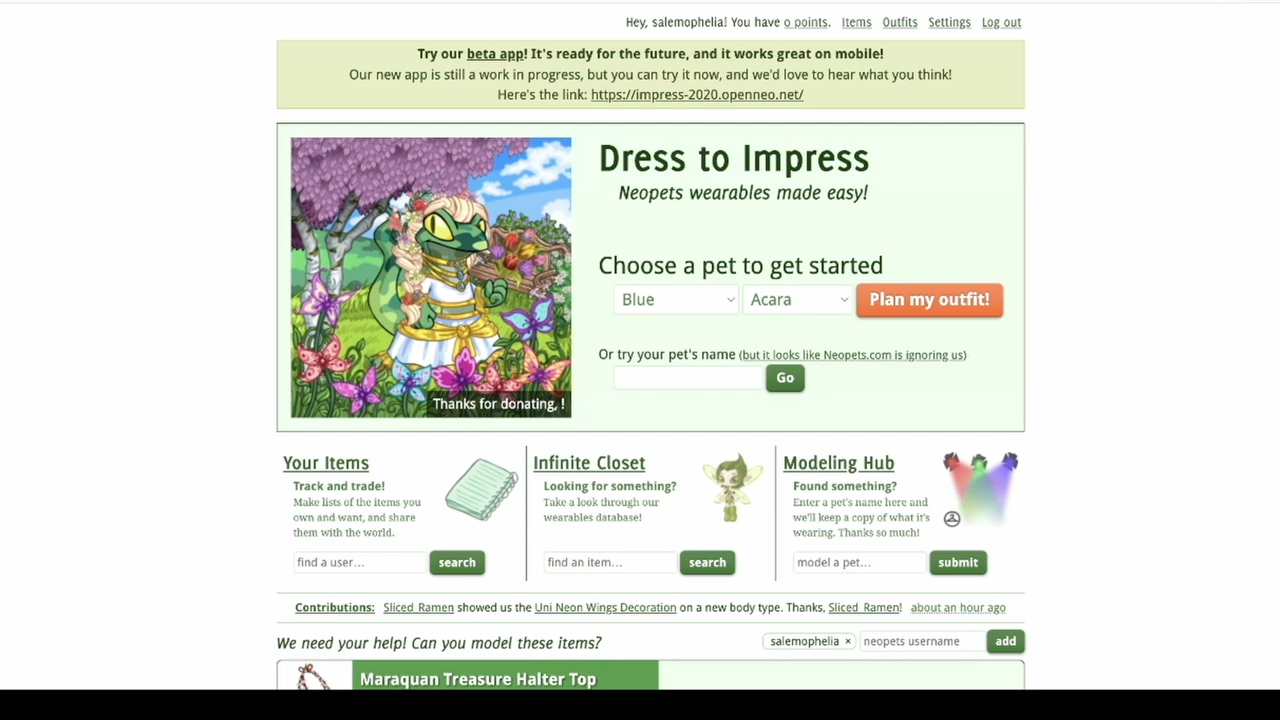 Hey, salemophelia! You have 0 points. Items Outfits Settings Log out
Try our beta app! It's ready for the future, and it works great on mobile!
Our new app is still a work in progress, but you can try it now, and we'd love to hear what you think!
Here's the link: https://impress-2020.openneo.net/
Dress to Impress
Neopets wearables made easy!
Choose a pet to get started
Blue Acara Plan my outfit!
Or try your pet's name (but it looks like Neopets.com is ignoring us)
Go
Thanks for donating, !
Your Items
Track and trade!
Make lists of the items you
own and want, and share
them with the world.
find a user... search
Infinite Closet
Looking for something?
Take a look through our
wearables database!
find an item... search
Modeling Hub
Found something?
Enter a pet's name here and
we'll keep a copy of what it's
wearing. Thanks so much!
model a pet... submit
Contributions: Sliced_Ramen showed us the Uni Neon Wings Decoration on a new body type. Thanks, Sliced_Ramen! about an hour ago
We need your help! Can you model these items? salemophelia × neopets username add
Maraquan Treasure Halter Top